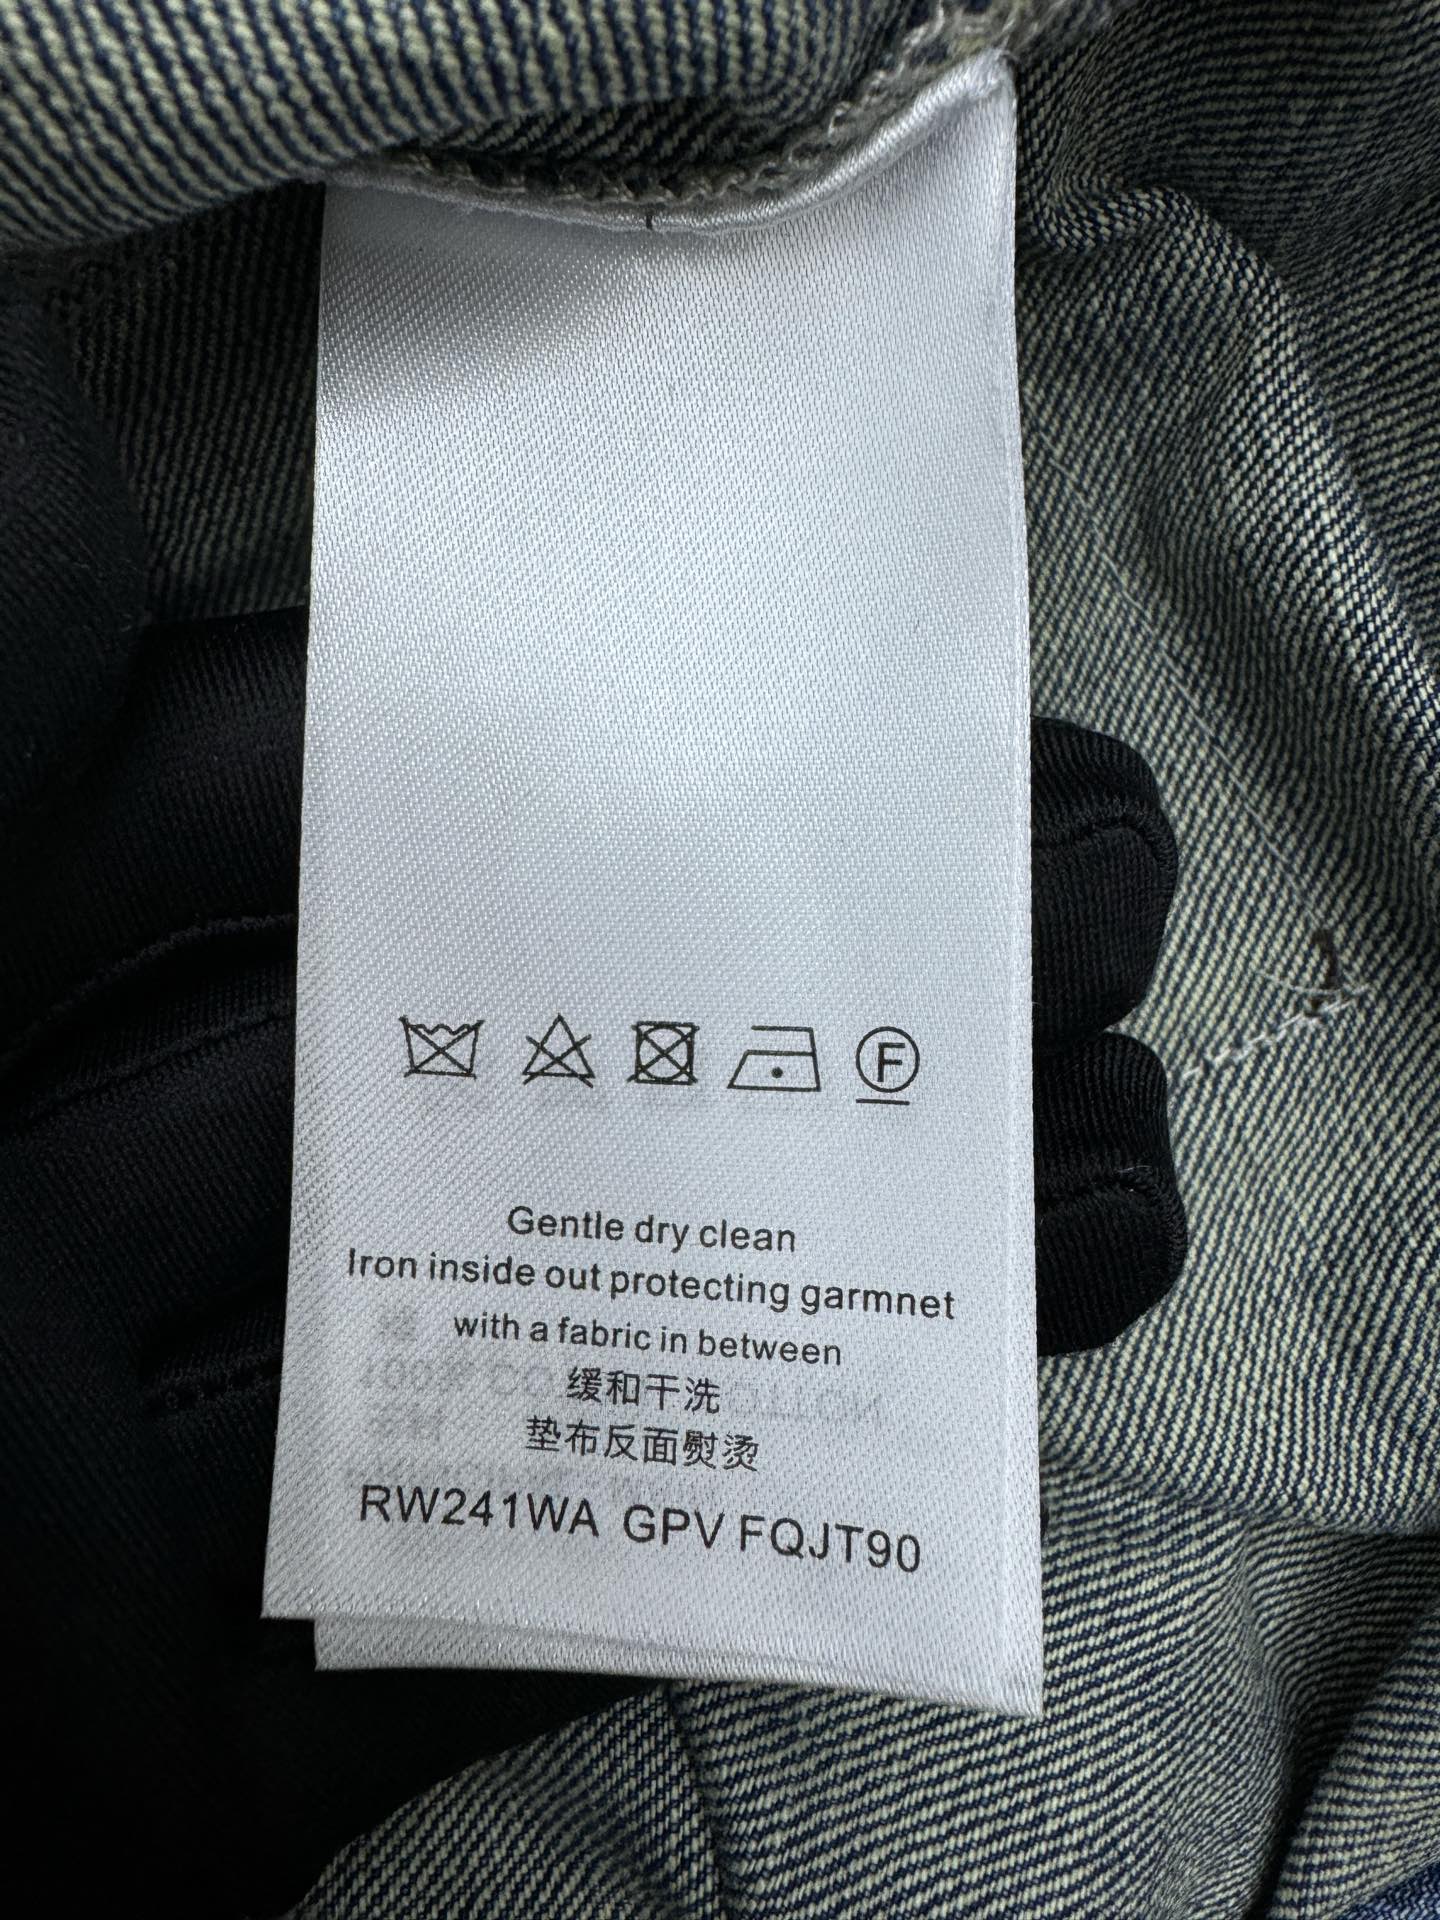 F
Gentle dry clean
Iron inside out protecting garmnet
with a fabric in between
缓和干洗
垫布反面熨烫
RW241WA GPV FQJT90